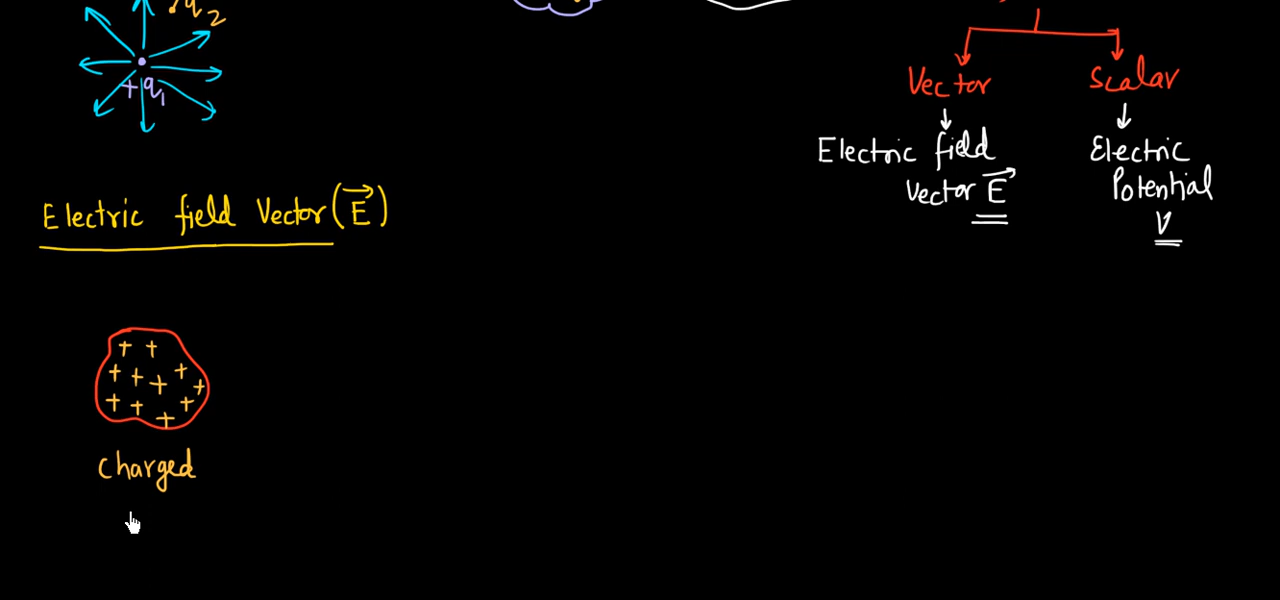 q2
+q1
Vector
Scalar
Electric field
Vector E
Electric
Potential
V
Electric field Vector (E)
+ +
+ + + + +
+ + + +
Charged